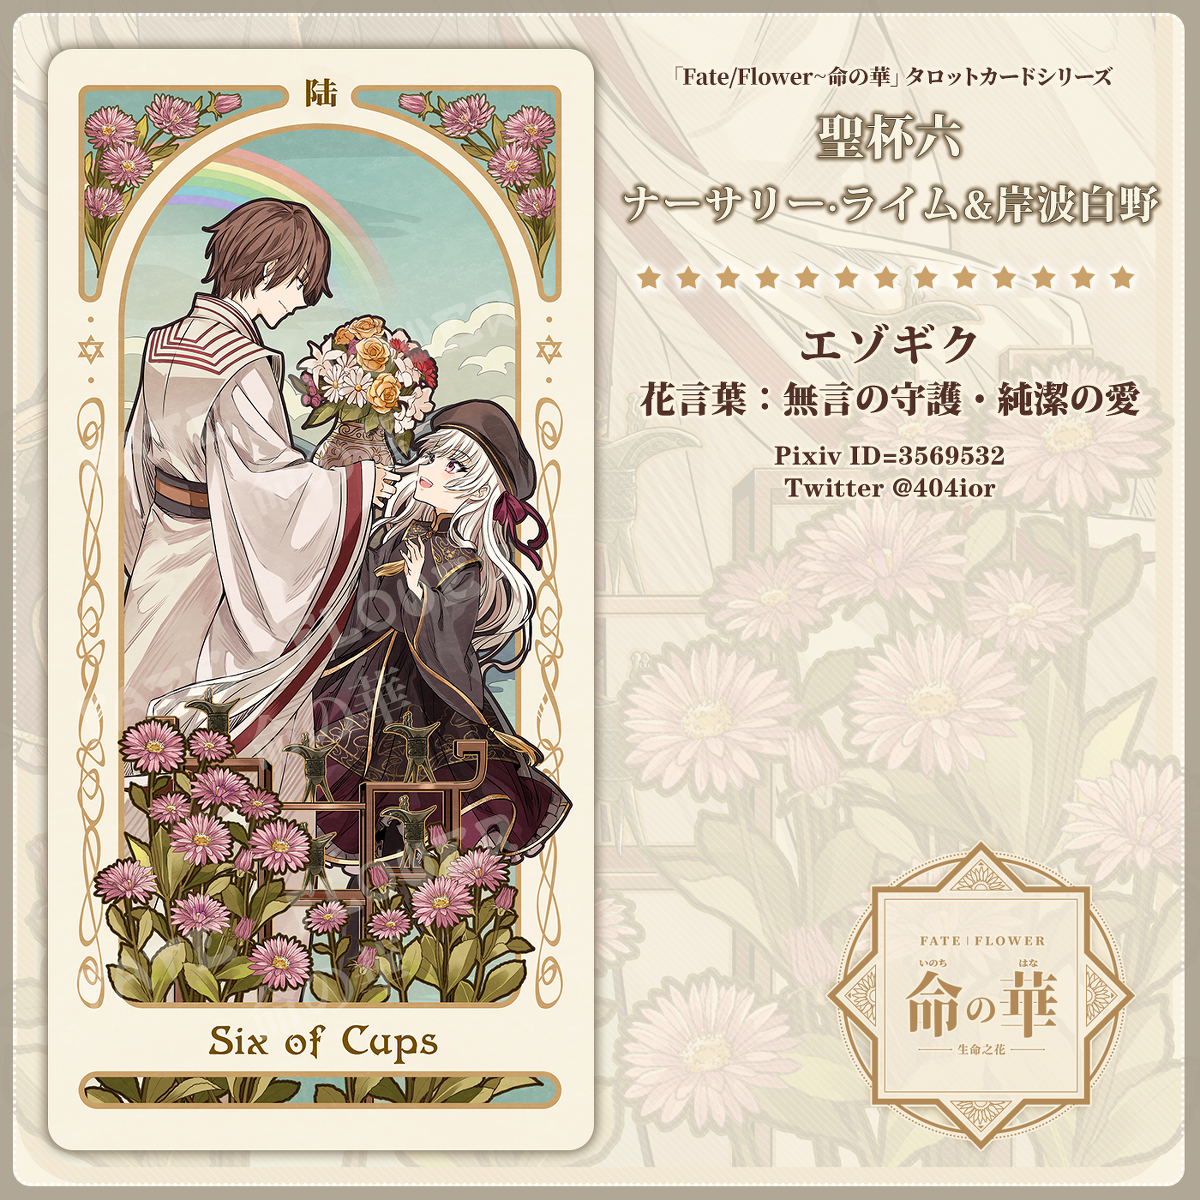 陸
Six of Cups
「Fate/Flower~命の華」タロットカードシリーズ
聖杯六
ナーサリー·ライム&岸波白野
エゾギク
花言葉：無言の守護・純潔の愛
Pixiv ID=3569532
Twitter @404ior
FATE | FLOWER
いのち はな
命の華
生命之花